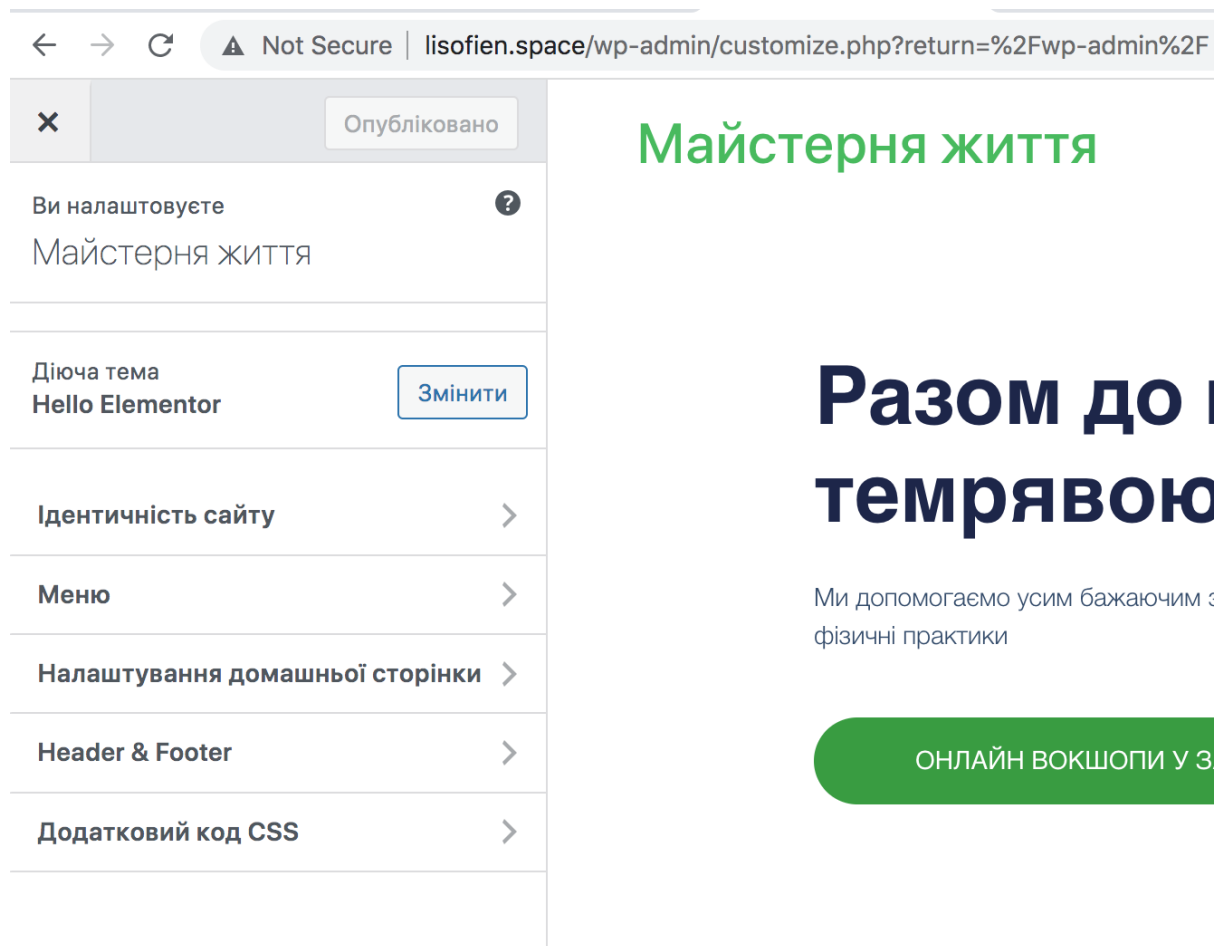 Not Secure | lisofien.space/wp-admin/customize.php?return=%2Fwp-admin%2F
Опубліковано
Ви налаштовуєте
Майстерня життя
Діюча тема
Hello Elementor
Змінити
Ідентичність сайту
Меню
Налаштування домашньої сторінки
Header & Footer
Додатковий код CSS
Майстерня життя
Разом до
темрявою
Ми допомогаємо усим бажаючим
фізичні практики
ОНЛАЙН ВОКШОПИ У